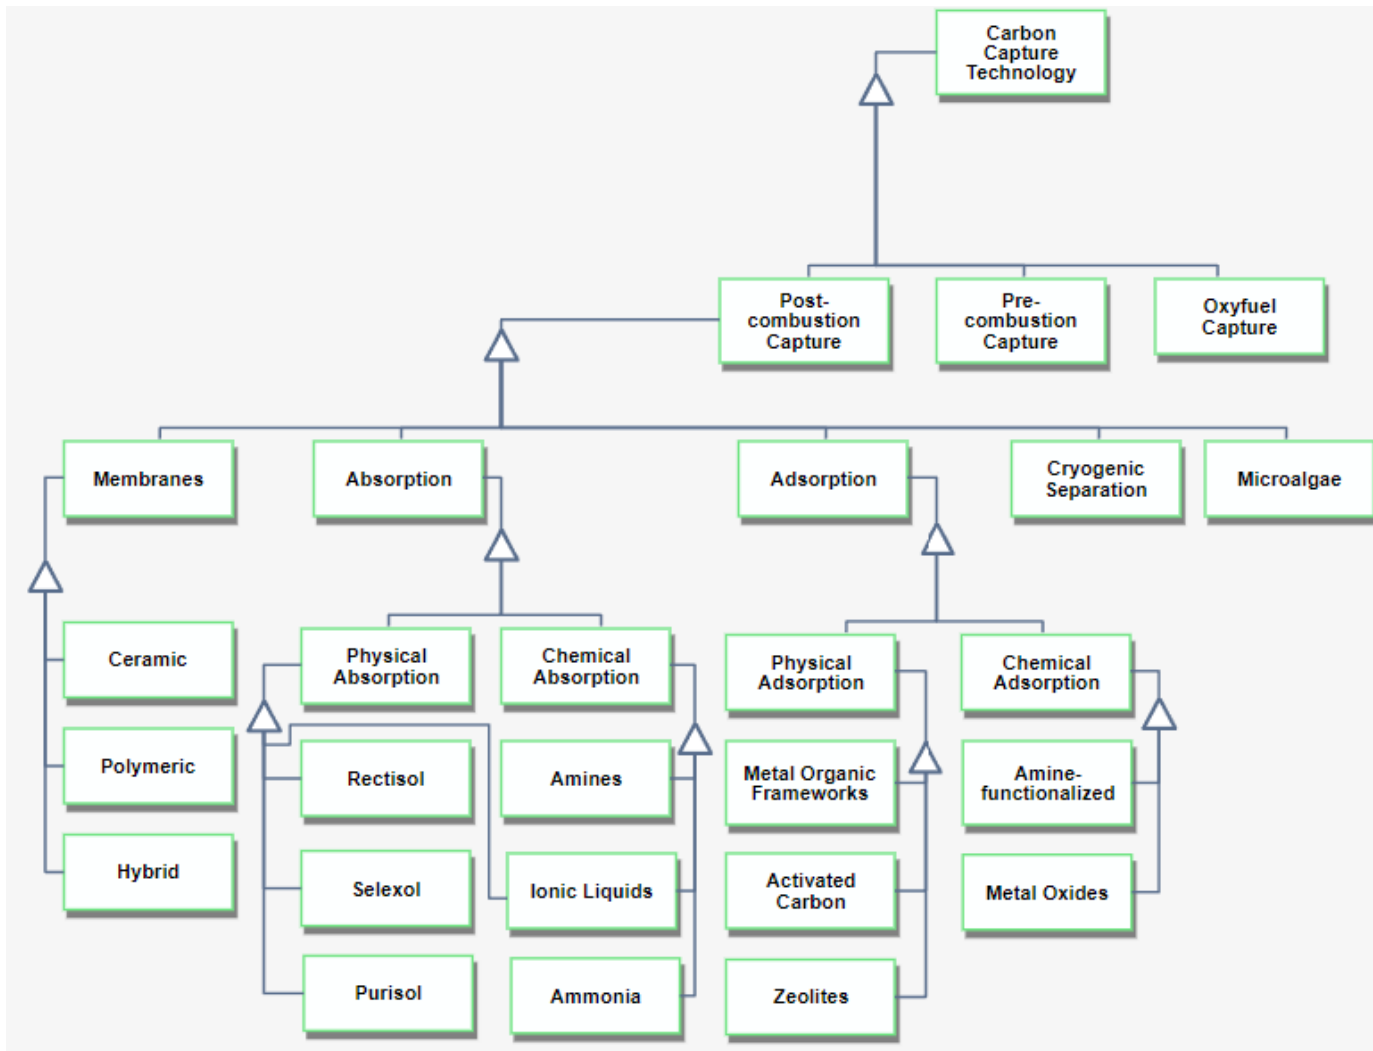 Carbon
Capture
Technology
Post-
combustion
Capture
Pre-
combustion
Capture
Oxyfuel
Capture
Membranes
Absorption
Adsorption
Cryogenic
Separation
Microalgae
Ceramic
Physical
Absorption
Chemical
Absorption
Physical
Adsorption
Chemical
Adsorption
Polymeric
Rectisol
Amines
Metal Organic
Frameworks
Amine-
functionalized
Hybrid
Selexol
Ionic Liquids
Activated
Carbon
Metal Oxides
Purisol
Ammonia
Zeolites